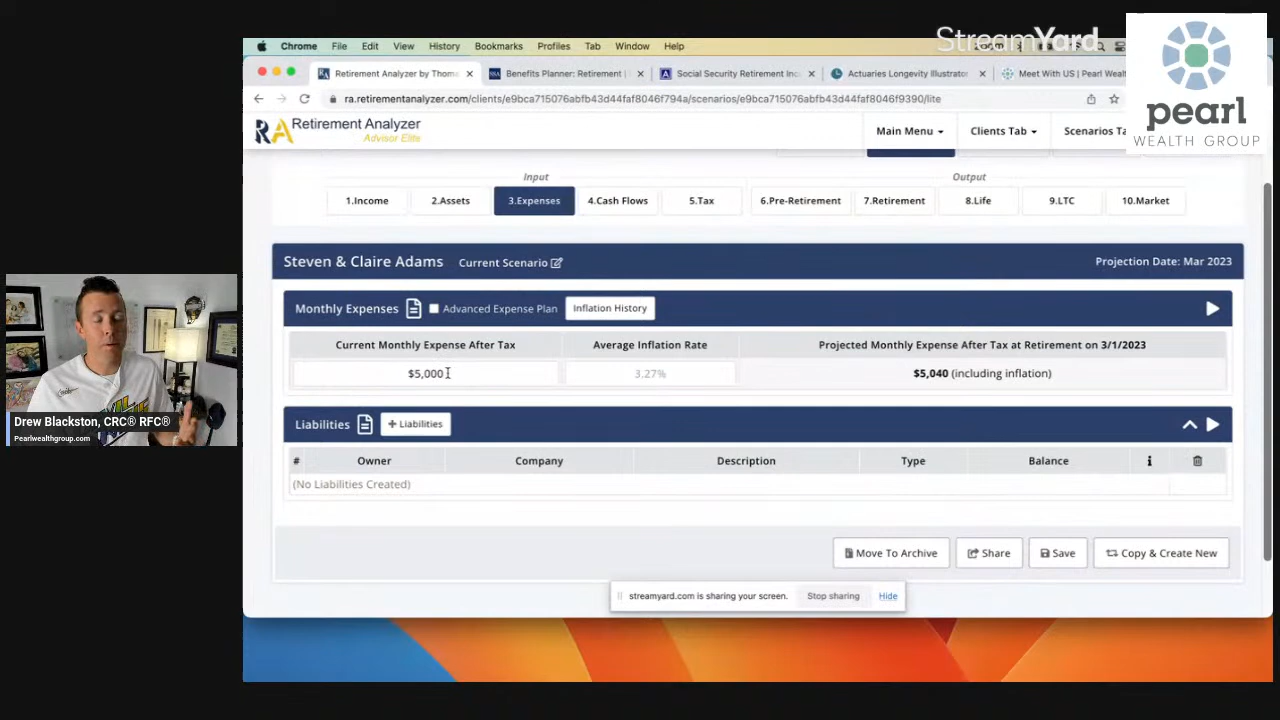 StreamYard
pearl
WEALTH GROUP
Chrome File Edit View History Bookmarks Profiles Tab Window Help
Retirement Analyzer by Thoma
Benefits Planner: Retirement |
Social Security Retirement Inc
Actuaries Longevity Illustrator
Meet With US | Pearl Wealt
ra.retirementanalyzer.com/clients/e9bca715076abfb43d44faf8046f794a/scenarios/e9bca715076abfb43d44faf8046f9390/lite
RA Retirement Analyzer
Advisor Elite
Main Menu Clients Tab Scenarios Ta
Input Output
1.Income 2.Assets 3.Expenses 4.Cash Flows 5.Tax 6.Pre-Retirement 7.Retirement 8.Life 9.LTC 10.Market
Steven & Claire Adams Current Scenario Projection Date: Mar 2023
Monthly Expenses Advanced Expense Plan Inflation History
Current Monthly Expense After Tax Average Inflation Rate Projected Monthly Expense After Tax at Retirement on 3/1/2023
$5,000 3.27% $5,040 (including inflation)
Liabilities + Liabilities
# Owner Company Description Type Balance i
(No Liabilities Created)
Move To Archive Share Save Copy & Create New
streamyard.com is sharing your screen. Stop sharing Hide
Drew Blackston, CRC® RFC®
Pearlwealthgroup.com